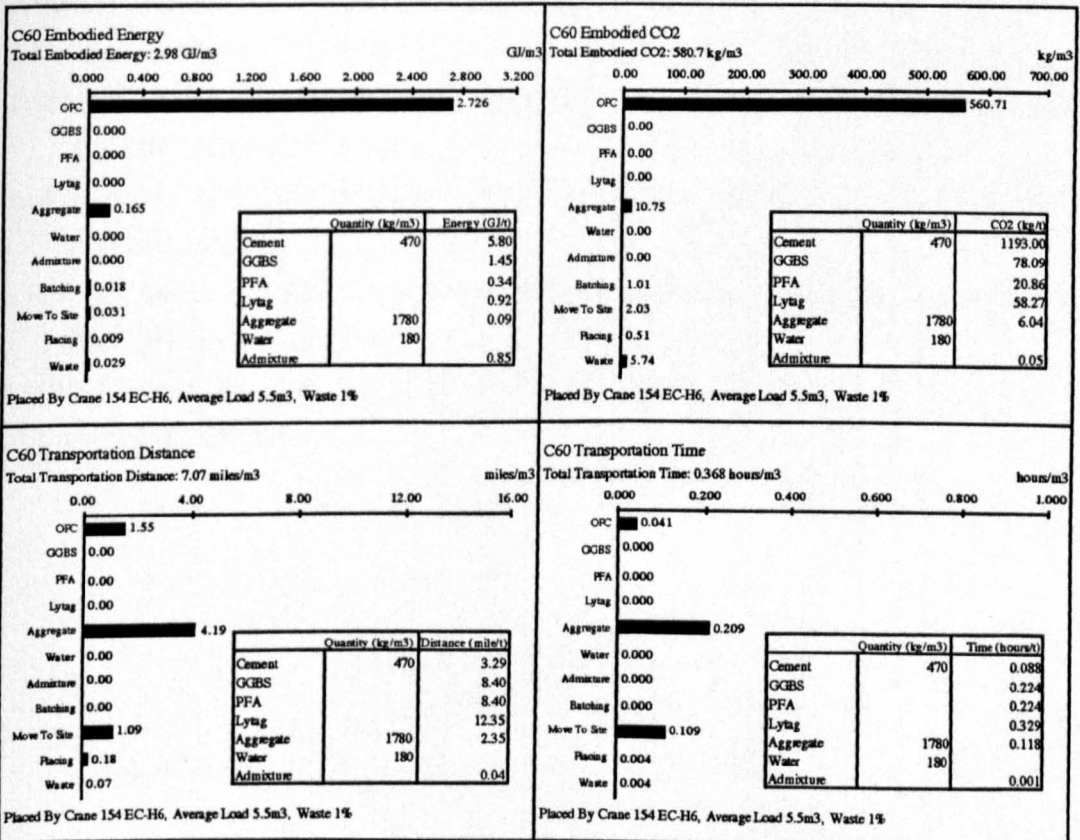 C60 Embodied Energy
Total Embodied Energy: 2.98 GJ/m3 GJ/m3
0.000 0.400 0.800 1.200 1.600 2.000 2.400 2.800 3.200
OPC 2.726
GGBS 0.000
PFA 0.000
Lytag 0.000
Aggregate 0.165
Water 0.000
Admixture 0.000
Batching 0.018
Move To Site 0.031
Placing 0.009
Waste 0.029
Quantity (kg/m3) Energy (GJ/t)
Cement 470 5.80
GGBS 1.45
PFA 0.34
Lytag 0.92
Aggregate 1780 0.09
Water 180
Admixture 0.85
Placed By Crane 154 EC-H6, Average Load 5.5m3, Waste 1%
C60 Embodied CO2
Total Embodied CO2: 580.7 kg/m3 kg/m3
0.00 100.00 200.00 300.00 400.00 500.00 600.00 700.00
OPC 560.71
GGBS 0.00
PFA 0.00
Lytag 0.00
Aggregate 10.75
Water 0.00
Admixture 0.00
Batching 1.01
Move To Site 2.03
Placing 0.51
Waste 5.74
Quantity (kg/m3) CO2 (kg/t)
Cement 470 1193.00
GGBS 78.09
PFA 20.86
Lytag 58.27
Aggregate 1780 6.04
Water 180
Admixture 0.05
Placed By Crane 154 EC-H6, Average Load 5.5m3, Waste 1%
C60 Transportation Distance
Total Transportation Distance: 7.07 miles/m3 miles/m3
0.00 4.00 8.00 12.00 16.00
OPC 1.55
GGBS 0.00
PFA 0.00
Lytag 0.00
Aggregate 4.19
Water 0.00
Admixture 0.00
Batching 0.00
Move To Site 1.09
Placing 0.18
Waste 0.07
Quantity (kg/m3) Distance (mile/t)
Cement 470 3.29
GGBS 8.40
PFA 8.40
Lytag 12.35
Aggregate 1780 2.35
Water 180
Admixture 0.04
Placed By Crane 154 EC-H6, Average Load 5.5m3, Waste 1%
C60 Transportation Time
Total Transportation Time: 0.368 hours/m3 hours/m3
0.000 0.200 0.400 0.600 0.800 1.000
OPC 0.041
GGBS 0.000
PFA 0.000
Lytag 0.000
Aggregate 0.209
Water 0.000
Admixture 0.000
Batching 0.000
Move To Site 0.109
Placing 0.004
Waste 0.004
Quantity (kg/m3) Time (hours/t)
Cement 470 0.088
GGBS 0.224
PFA 0.224
Lytag 0.329
Aggregate 1780 0.118
Water 180
Admixture 0.001
Placed By Crane 154 EC-H6, Average Load 5.5m3, Waste 1%